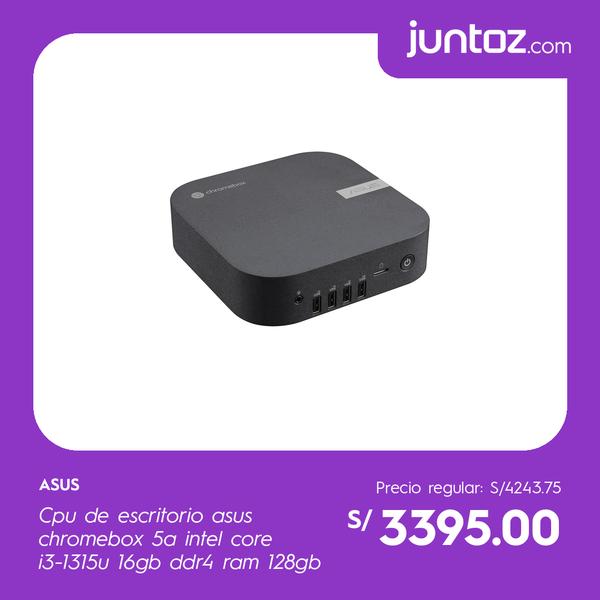 juntoz.com
chromebox
ASUS
ASUS
Cpu de escritorio asus
chromebox 5a intel core
i3-1315u 16gb ddr4 ram 128gb
Precio regular: S/4243.75
S/ 3395.00